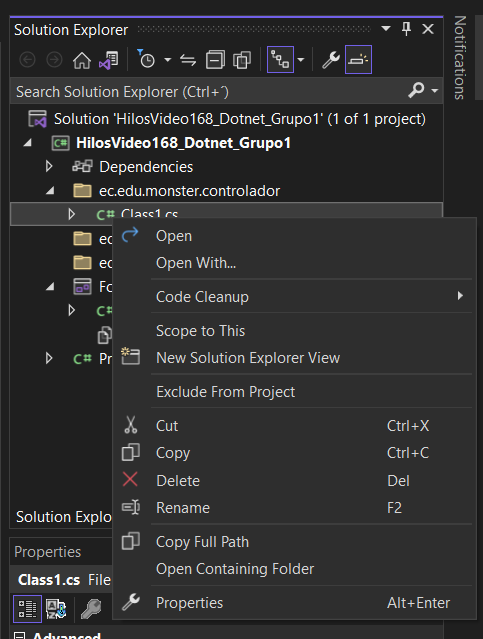 Solution Explorer
Notifications
Search Solution Explorer (Ctrl+´)
Solution 'HilosVideo168_Dotnet_Grupo1' (1 of 1 project)
C# HilosVideo168_Dotnet_Grupo1
Dependencies
ec.edu.monster.controlador
C# Class1.cs
ec
Open
ec
Open With...
Fo
Code Cleanup
C#
Scope to This
New Solution Explorer View
C# Pr
Exclude From Project
Cut Ctrl+X
Copy Ctrl+C
Delete Del
Rename F2
Solution Explo
Copy Full Path
Properties
Open Containing Folder
Class1.cs File
Properties Alt+Enter
Advanced